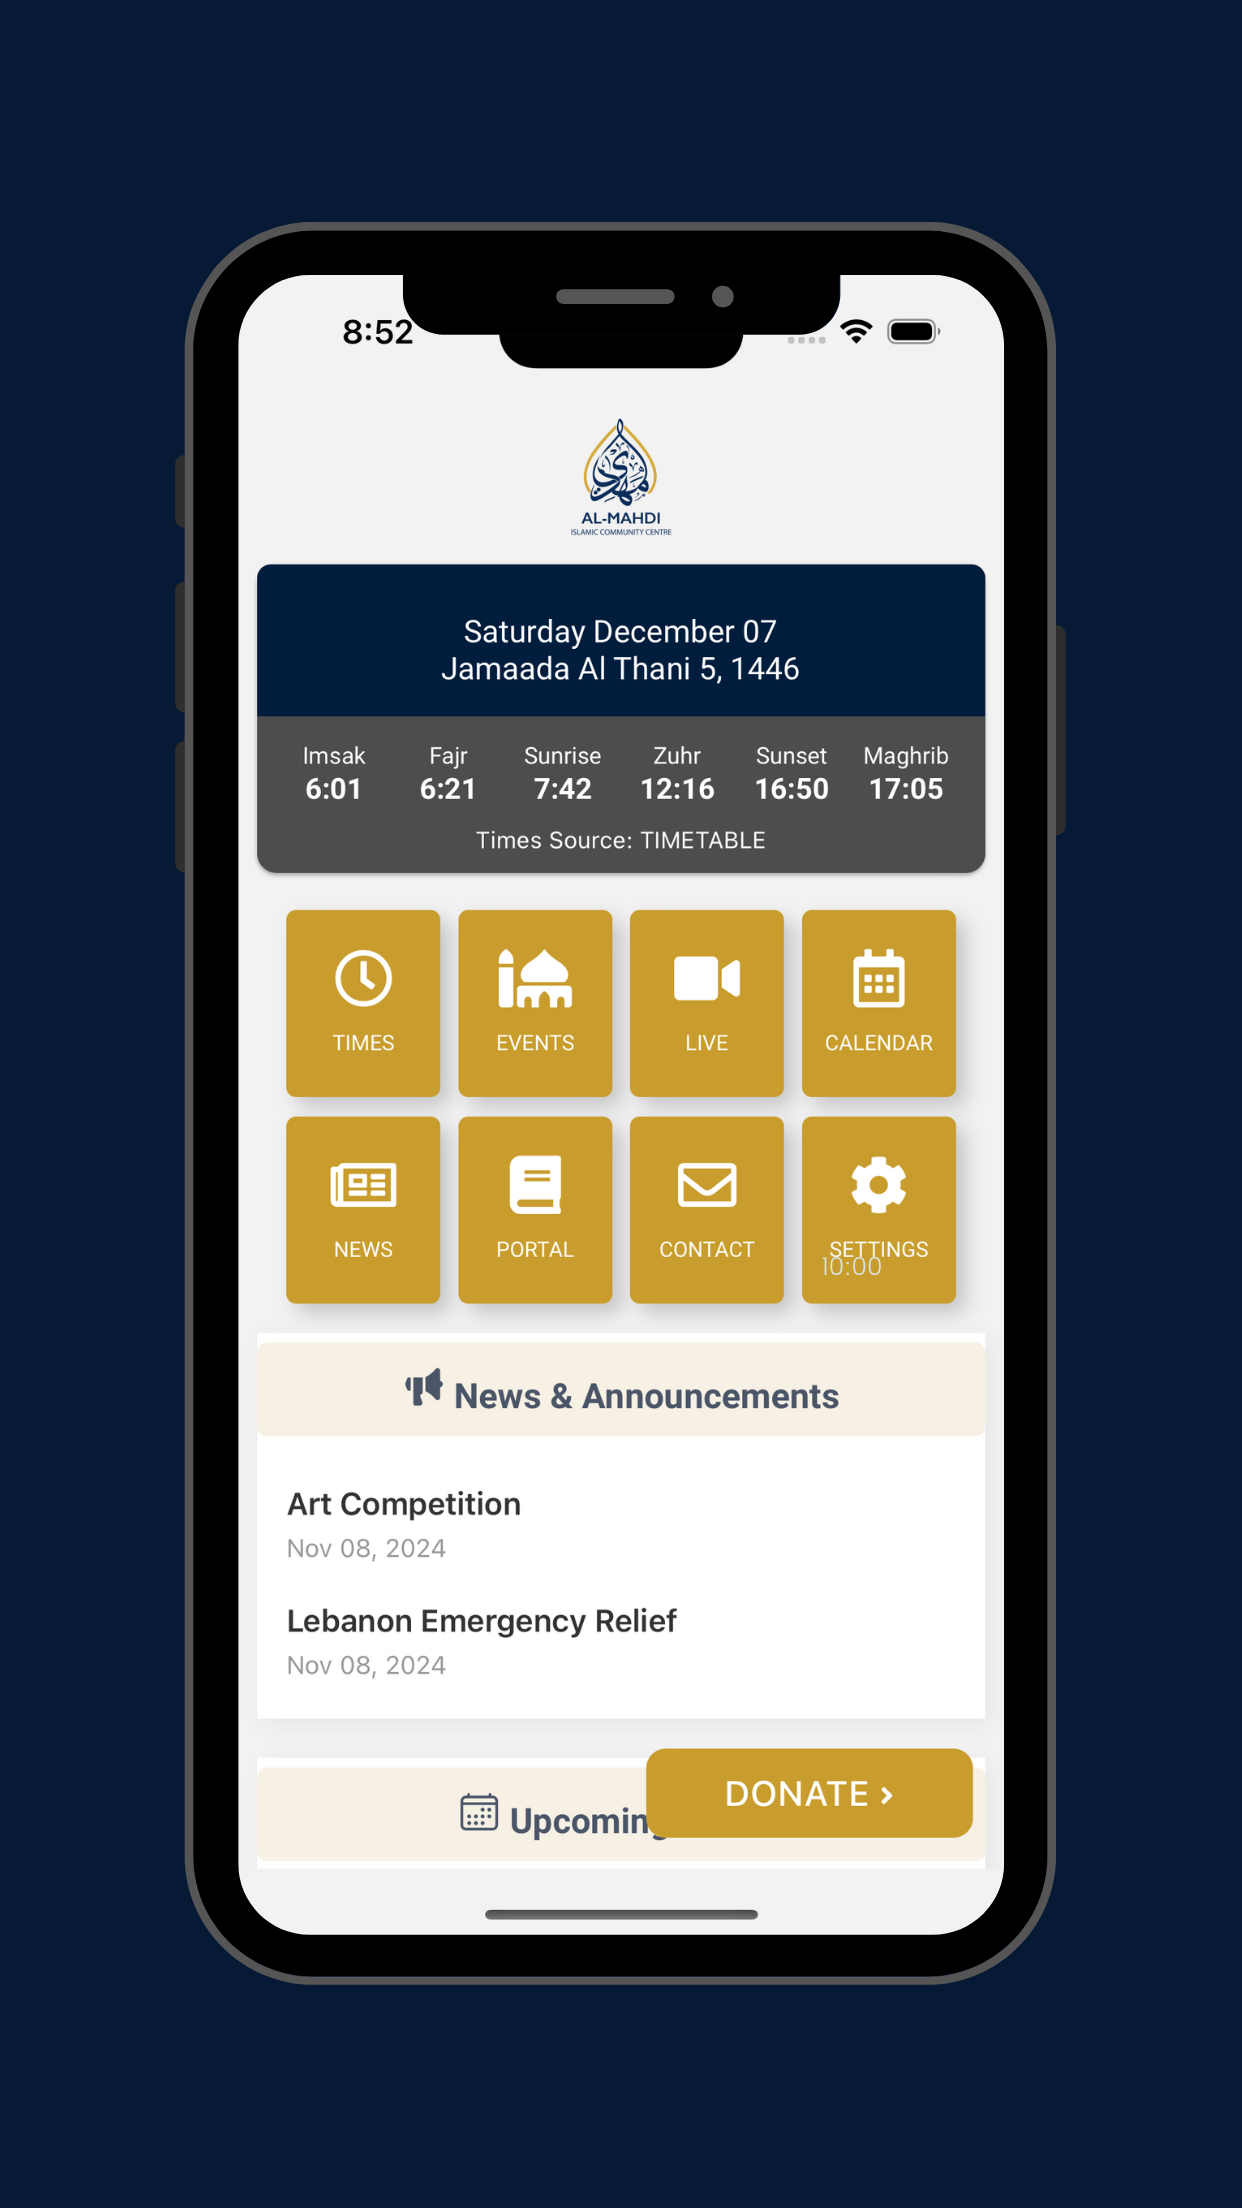 8:52
مهدي
AL-MAHDI
ISLAMIC COMMUNITY CENTRE
Saturday December 07
Jamaada Al Thani 5, 1446
Imsak Fajr Sunrise Zuhr Sunset Maghrib
6:01 6:21 7:42 12:16 16:50 17:05
Times Source: TIMETABLE
TIMES EVENTS LIVE CALENDAR
NEWS PORTAL CONTACT SETTINGS
10:00
News & Announcements
Art Competition
Nov 08, 2024
Lebanon Emergency Relief
Nov 08, 2024
Upcoming
DONATE ›